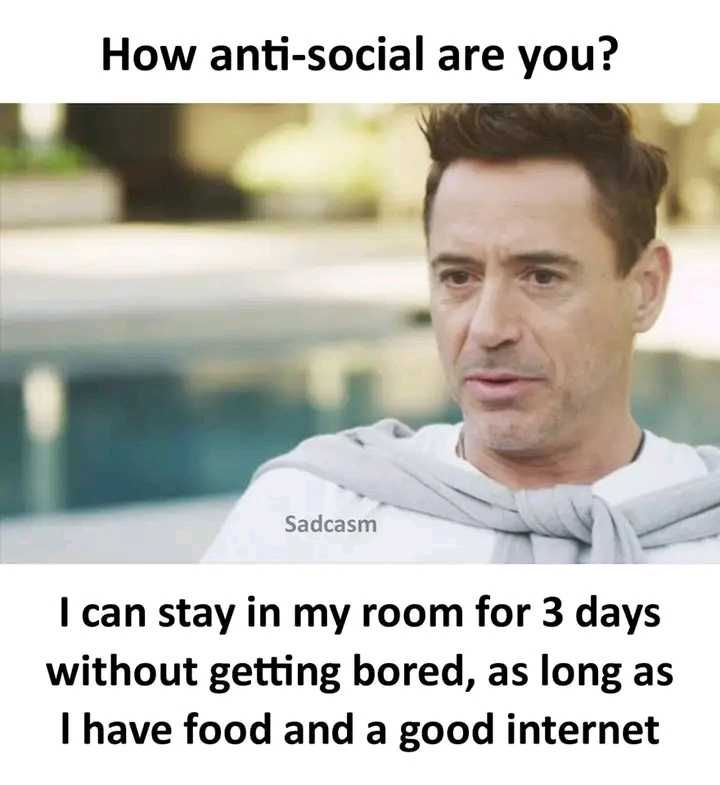 How anti-social are you?
Sadcasm
I can stay in my room for 3 days
without getting bored, as long as
I have food and a good internet